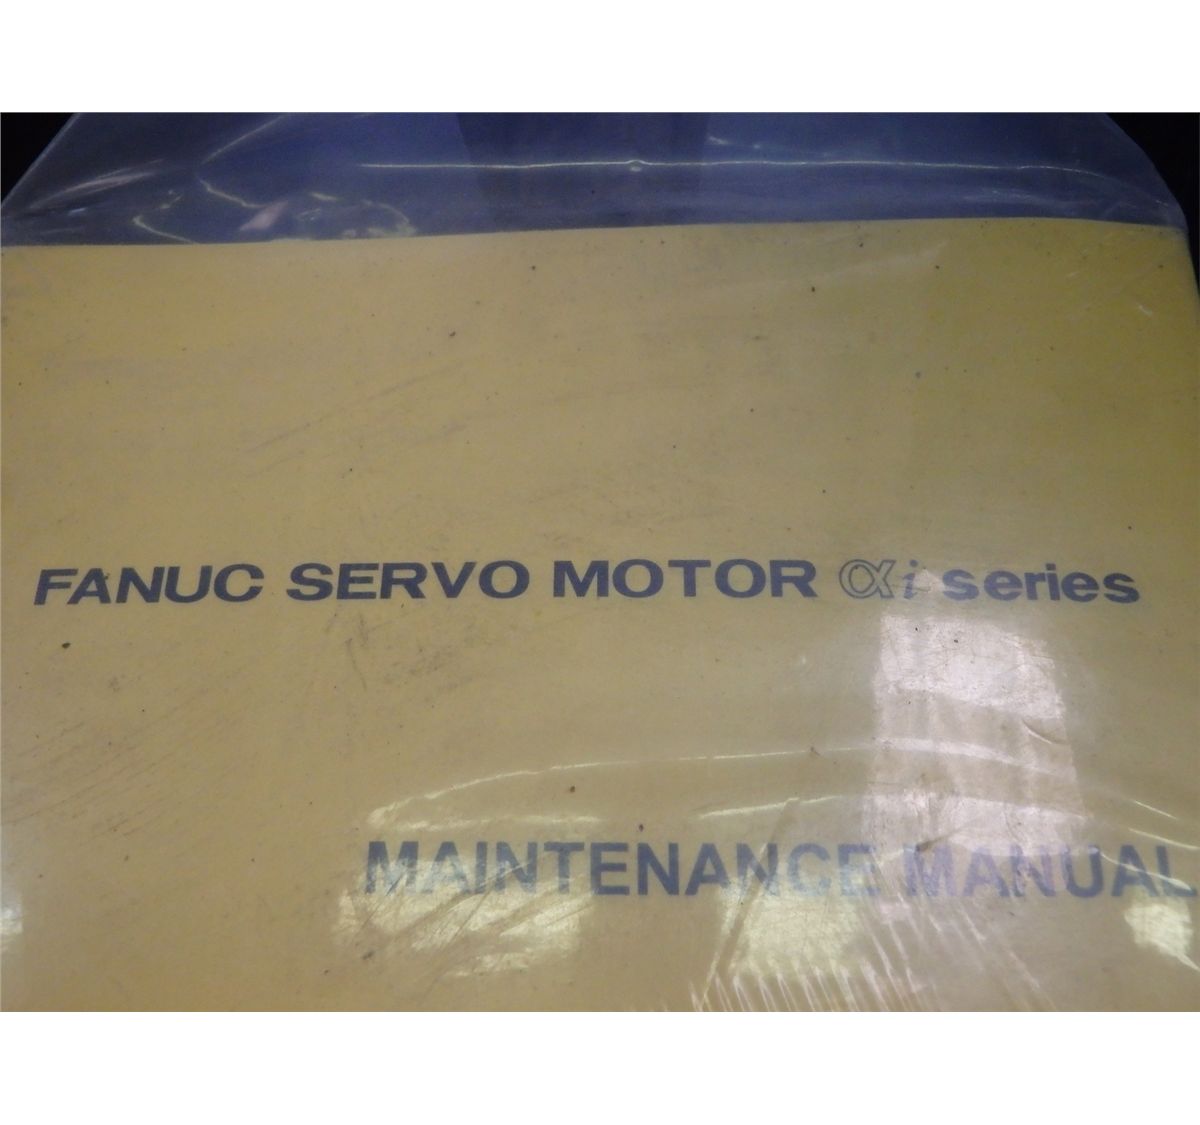 FANUC SERVO MOTOR αi series
MAINTENANCE MANUAL